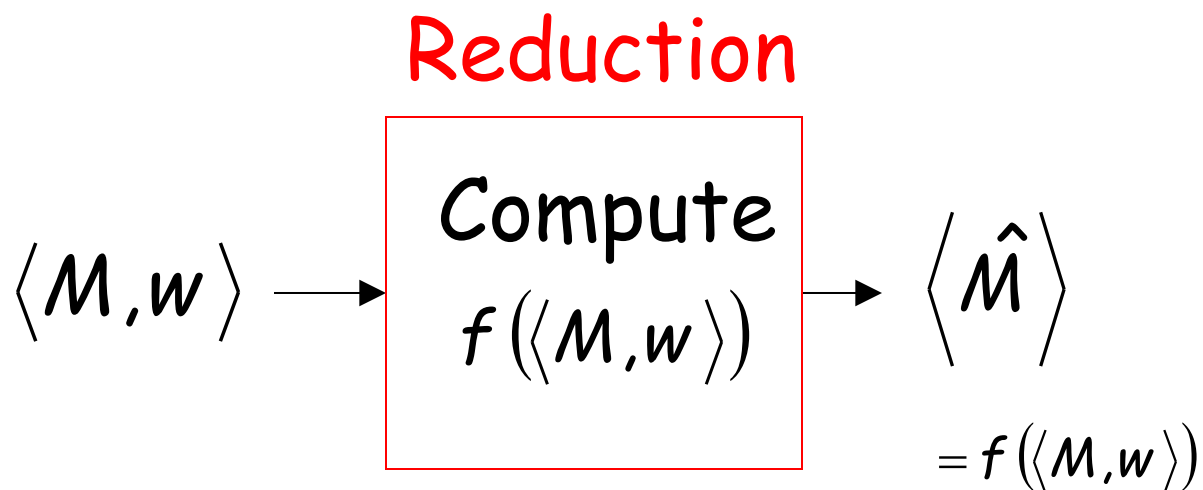 Reduction
Compute
⟨M,w⟩
f(⟨M,w⟩)
⟨M̂⟩
= f(⟨M,w⟩)